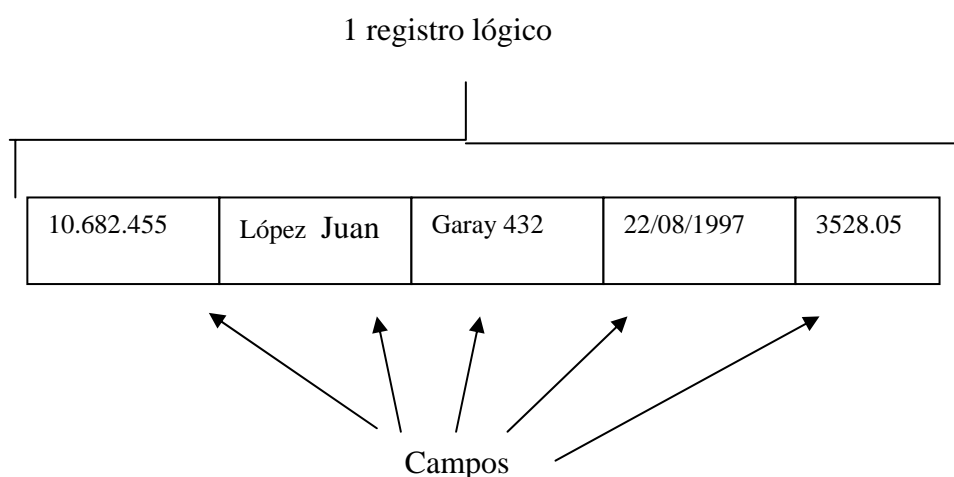 1 registro lógico
10.682.455 López Juan Garay 432 22/08/1997 3528.05
Campos